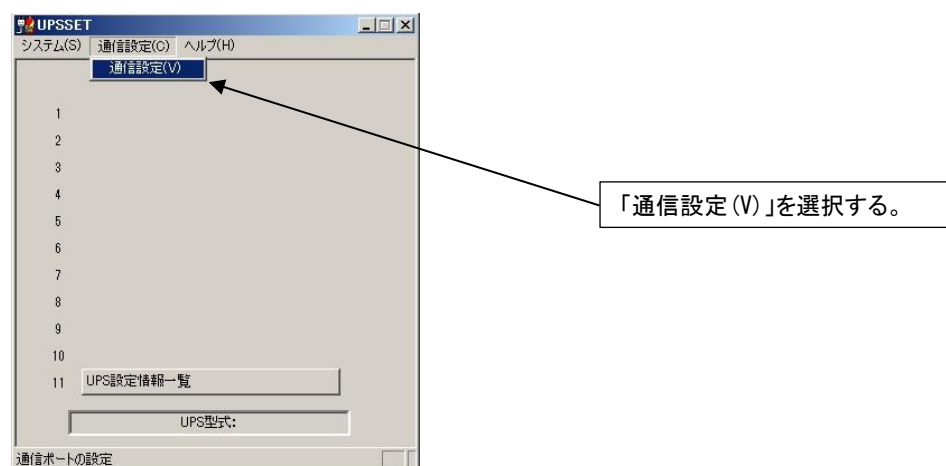 UPSSET
システム(S) 通信設定(C) ヘルプ(H)
通信設定(V)
1
2
3
4
5
6
7
8
9
10
11 UPS設定情報一覧
UPS型式:
通信ポートの設定
「通信設定(V)」を選択する。